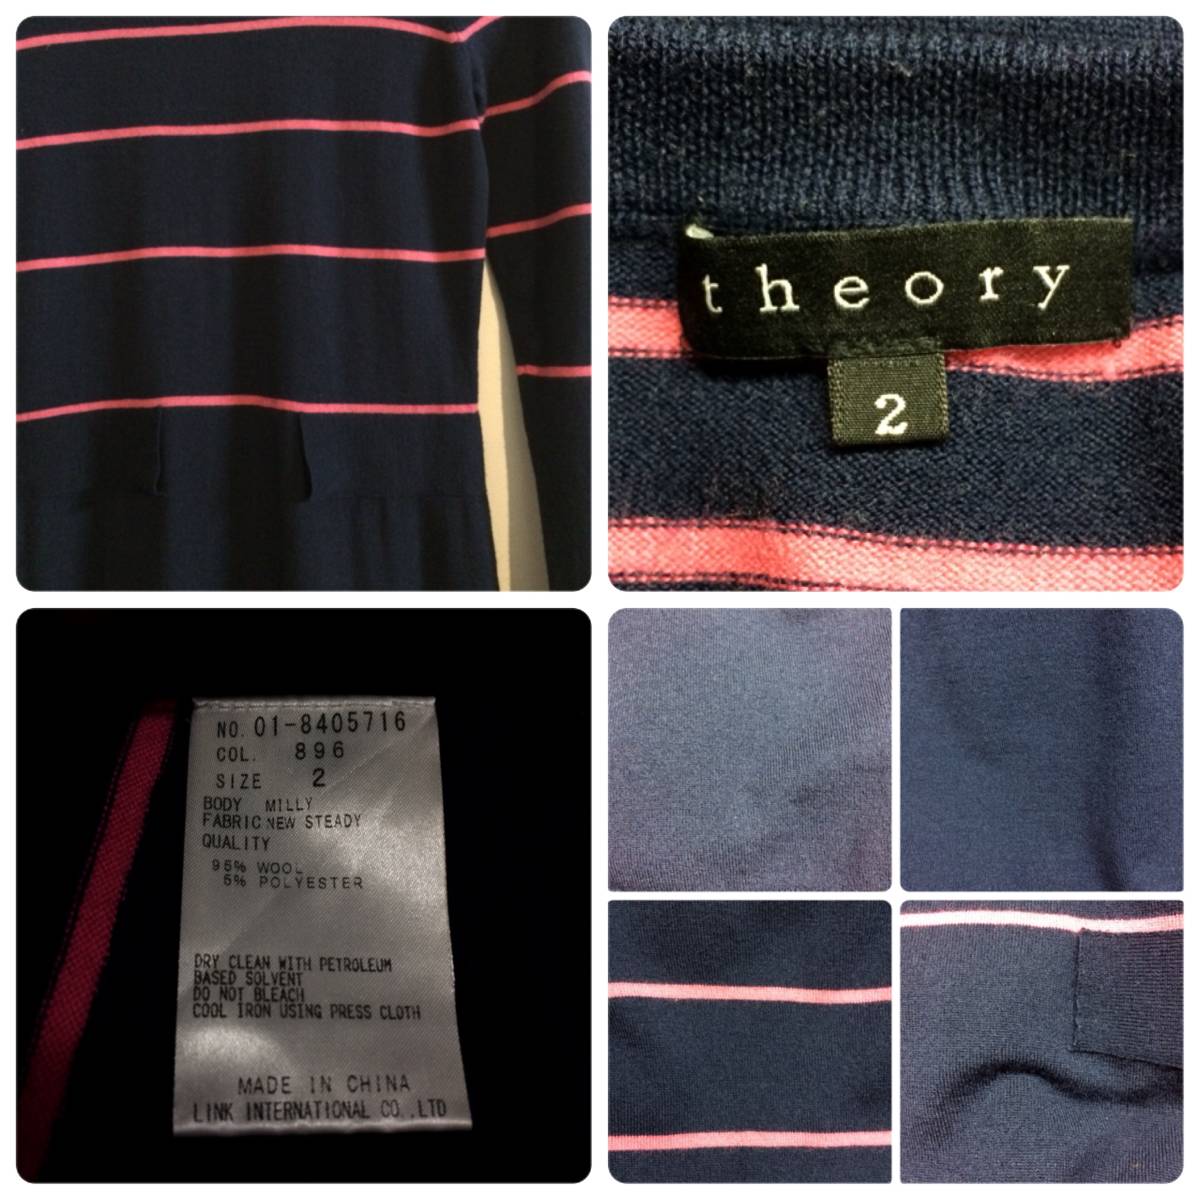 theory
2
NO. 01-8405716
COL. 896
SIZE 2
BODY MILLY
FABRIC NEW STEADY
QUALITY
95% WOOL
5% POLYESTER
DRY CLEAN WITH PETROLEUM
BASED SOLVENT
DO NOT BLEACH
COOL IRON USING PRESS CLOTH
MADE IN CHINA
LINK INTERNATIONAL CO.,LTD